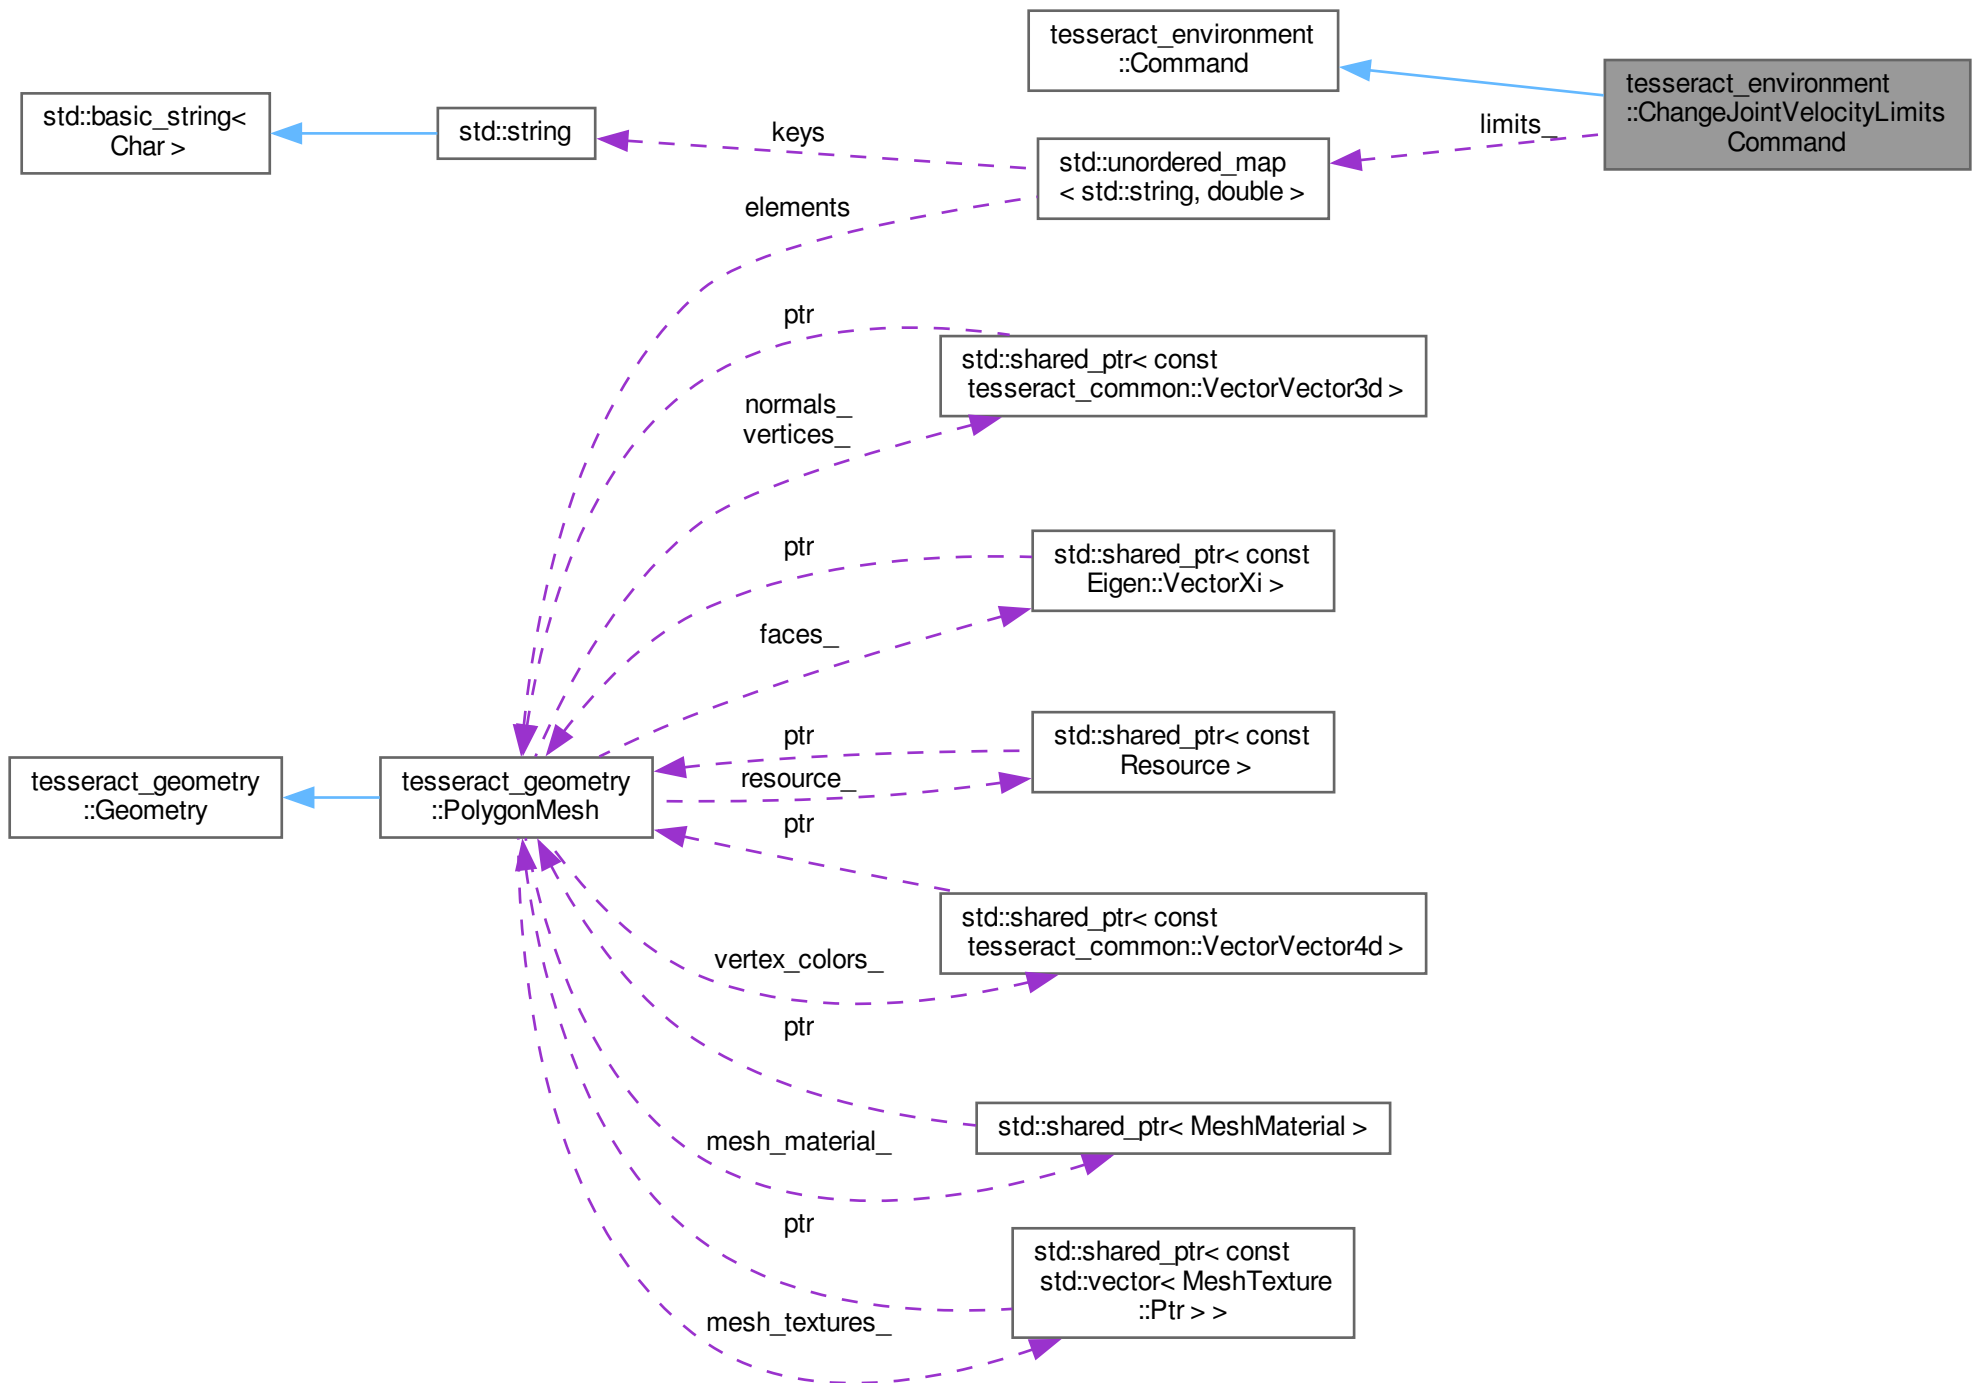 tesseract_environment
::Command
tesseract_environment
::ChangeJointVelocityLimits
Command
std::basic_string<
Char >
std::string
keys
limits_
std::unordered_map
< std::string, double >
elements
ptr
std::shared_ptr< const
tesseract_common::VectorVector3d >
normals_
vertices_
ptr
std::shared_ptr< const
Eigen::VectorXi >
faces_
ptr
std::shared_ptr< const
Resource >
tesseract_geometry
::Geometry
tesseract_geometry
::PolygonMesh
resource_
ptr
std::shared_ptr< const
tesseract_common::VectorVector4d >
vertex_colors_
ptr
std::shared_ptr< MeshMaterial >
mesh_material_
ptr
std::shared_ptr< const
std::vector< MeshTexture
::Ptr > >
mesh_textures_